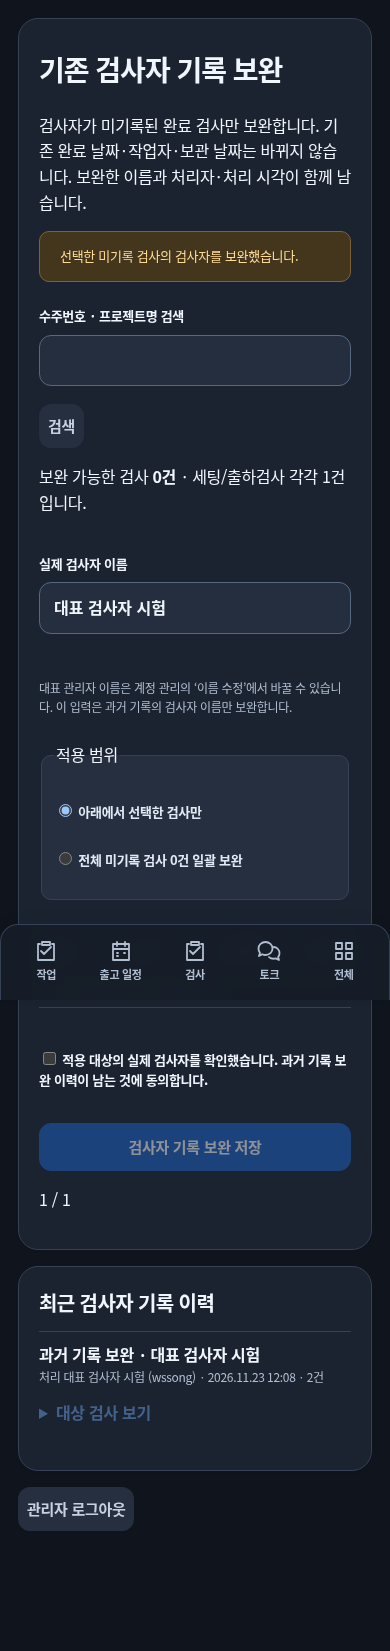 기존 검사자 기록 보완
검사자가 미기록된 완료 검사만 보완합니다. 기
존 완료 날짜·작업자·보관 날짜는 바뀌지 않습
니다. 보완한 이름과 처리자·처리 시각이 함께 남
습니다.
선택한 미기록 검사의 검사자를 보완했습니다.
수주번호 · 프로젝트명 검색
검색
보완 가능한 검사 0건 · 세팅/출하검사 각각 1건
입니다.
실제 검사자 이름
대표 검사자 시험
대표 관리자 이름은 계정 관리의 ‘이름 수정’에서 바꿀 수 있습니
다. 이 입력은 과거 기록의 검사자 이름만 보완합니다.
적용 범위
아래에서 선택한 검사만
전체 미기록 검사 0건 일괄 보완
작업 출고 일정 검사 토크 전체
적용 대상의 실제 검사자를 확인했습니다. 과거 기록 보
완 이력이 남는 것에 동의합니다.
검사자 기록 보완 저장
1 / 1
최근 검사자 기록 이력
과거 기록 보완 · 대표 검사자 시험
처리 대표 검사자 시험 (wssong) · 2026.11.23 12:08 · 2건
대상 검사 보기
관리자 로그아웃